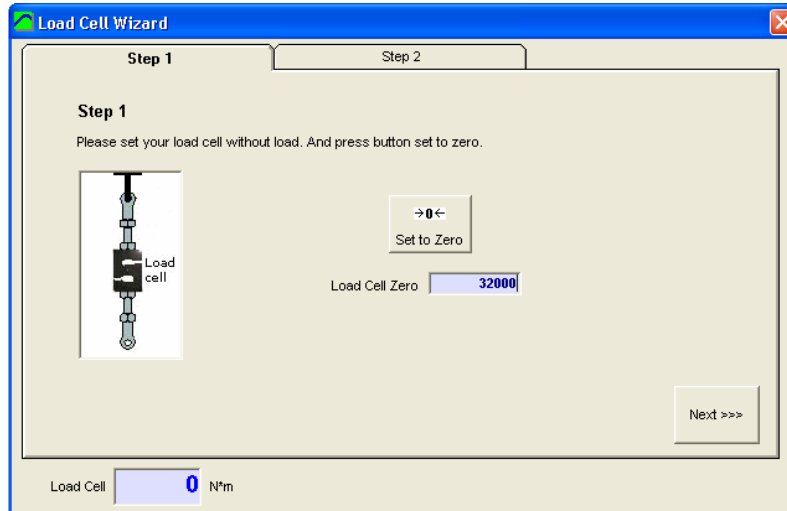 Load Cell Wizard
Step 1
Step 2
Step 1
Please set your load cell without load. And press button set to zero.
Load
cell
→0←
Set to Zero
Load Cell Zero 32000
Next >>>
Load Cell 0 N*m